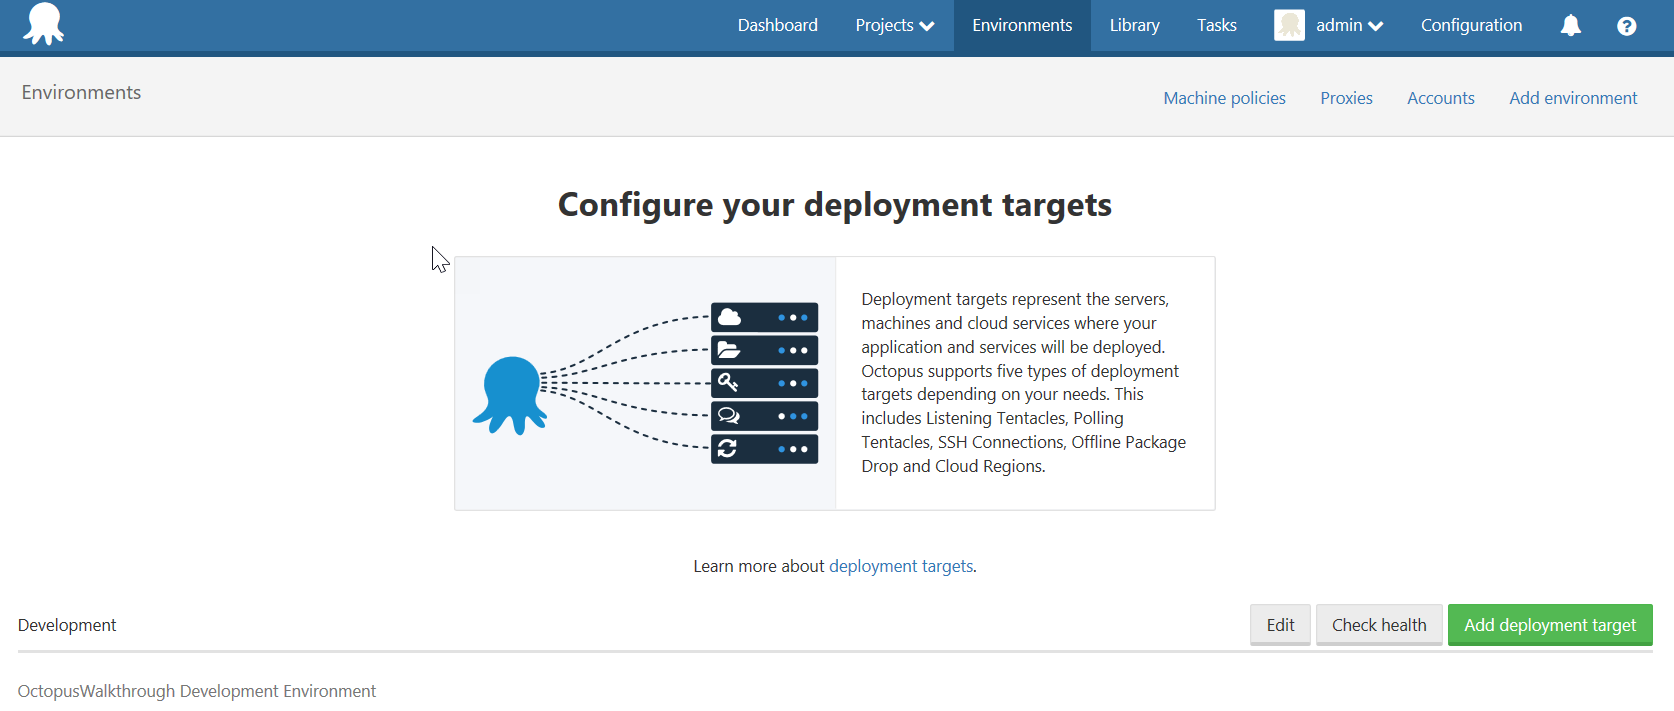 Dashboard Projects Environments Library Tasks admin Configuration
Environments
Machine policies Proxies Accounts Add environment
Configure your deployment targets
Deployment targets represent the servers,
machines and cloud services where your
application and services will be deployed.
Octopus supports five types of deployment
targets depending on your needs. This
includes Listening Tentacles, Polling
Tentacles, SSH Connections, Offline Package
Drop and Cloud Regions.
Learn more about deployment targets.
Development
Edit Check health Add deployment target
OctopusWalkthrough Development Environment